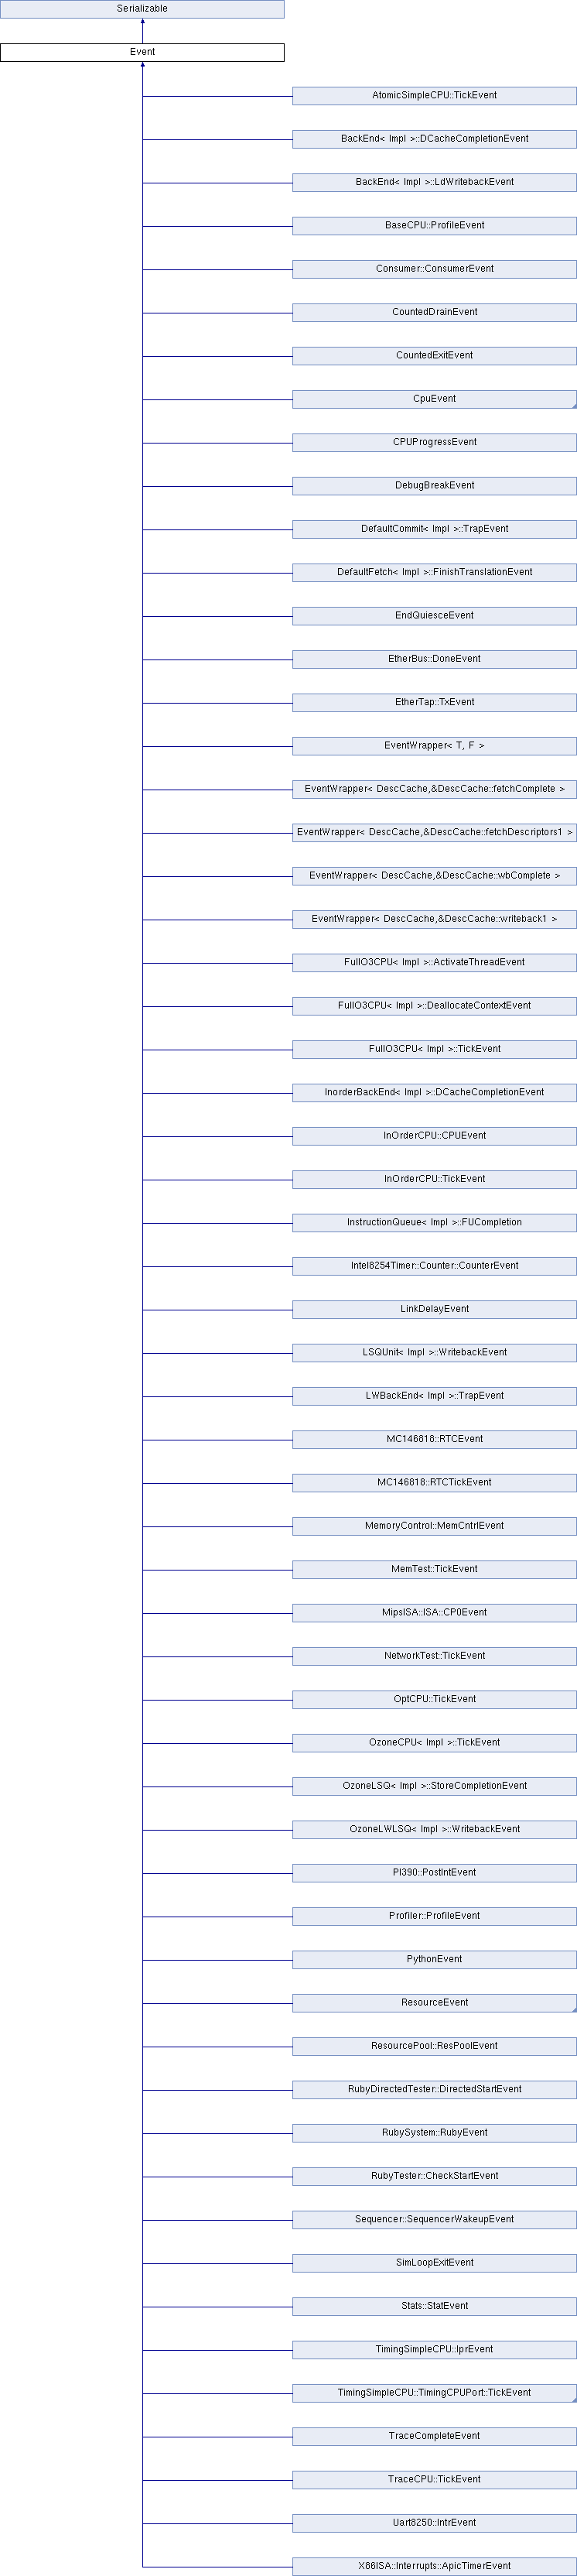 Serializable
Event
AtomicSimpleCPU::TickEvent
BackEnd< Impl >::DCacheCompletionEvent
BackEnd< Impl >::LdWritebackEvent
BaseCPU::ProfileEvent
Consumer::ConsumerEvent
CountedDrainEvent
CountedExitEvent
CpuEvent
CPUProgressEvent
DebugBreakEvent
DefaultCommit< Impl >::TrapEvent
DefaultFetch< Impl >::FinishTranslationEvent
EndQuiesceEvent
EtherBus::DoneEvent
EtherTap::TxEvent
EventWrapper< T, F >
EventWrapper< DescCache,&DescCache::fetchComplete >
EventWrapper< DescCache,&DescCache::fetchDescriptors1 >
EventWrapper< DescCache,&DescCache::wbComplete >
EventWrapper< DescCache,&DescCache::writeback1 >
FullO3CPU< Impl >::ActivateThreadEvent
FullO3CPU< Impl >::DeallocateContextEvent
FullO3CPU< Impl >::TickEvent
InorderBackEnd< Impl >::DCacheCompletionEvent
InOrderCPU::CPUEvent
InOrderCPU::TickEvent
InstructionQueue< Impl >::FUCompletion
Intel8254Timer::Counter::CounterEvent
LinkDelayEvent
LSQUnit< Impl >::WritebackEvent
LWBackEnd< Impl >::TrapEvent
MC146818::RTCEvent
MC146818::RTCTickEvent
MemoryControl::MemCntrlEvent
MemTest::TickEvent
MipsISA::ISA::CP0Event
NetworkTest::TickEvent
OptCPU::TickEvent
OzoneCPU< Impl >::TickEvent
OzoneLSQ< Impl >::StoreCompletionEvent
OzoneLWLSQ< Impl >::WritebackEvent
Pl390::PostIntEvent
Profiler::ProfileEvent
PythonEvent
ResourceEvent
ResourcePool::ResPoolEvent
RubyDirectedTester::DirectedStartEvent
RubySystem::RubyEvent
RubyTester::CheckStartEvent
Sequencer::SequencerWakeupEvent
SimLoopExitEvent
Stats::StatEvent
TimingSimpleCPU::IprEvent
TimingSimpleCPU::TimingCPUPort::TickEvent
TraceCompleteEvent
TraceCPU::TickEvent
Uart8250::IntrEvent
X86ISA::Interrupts::ApicTimerEvent